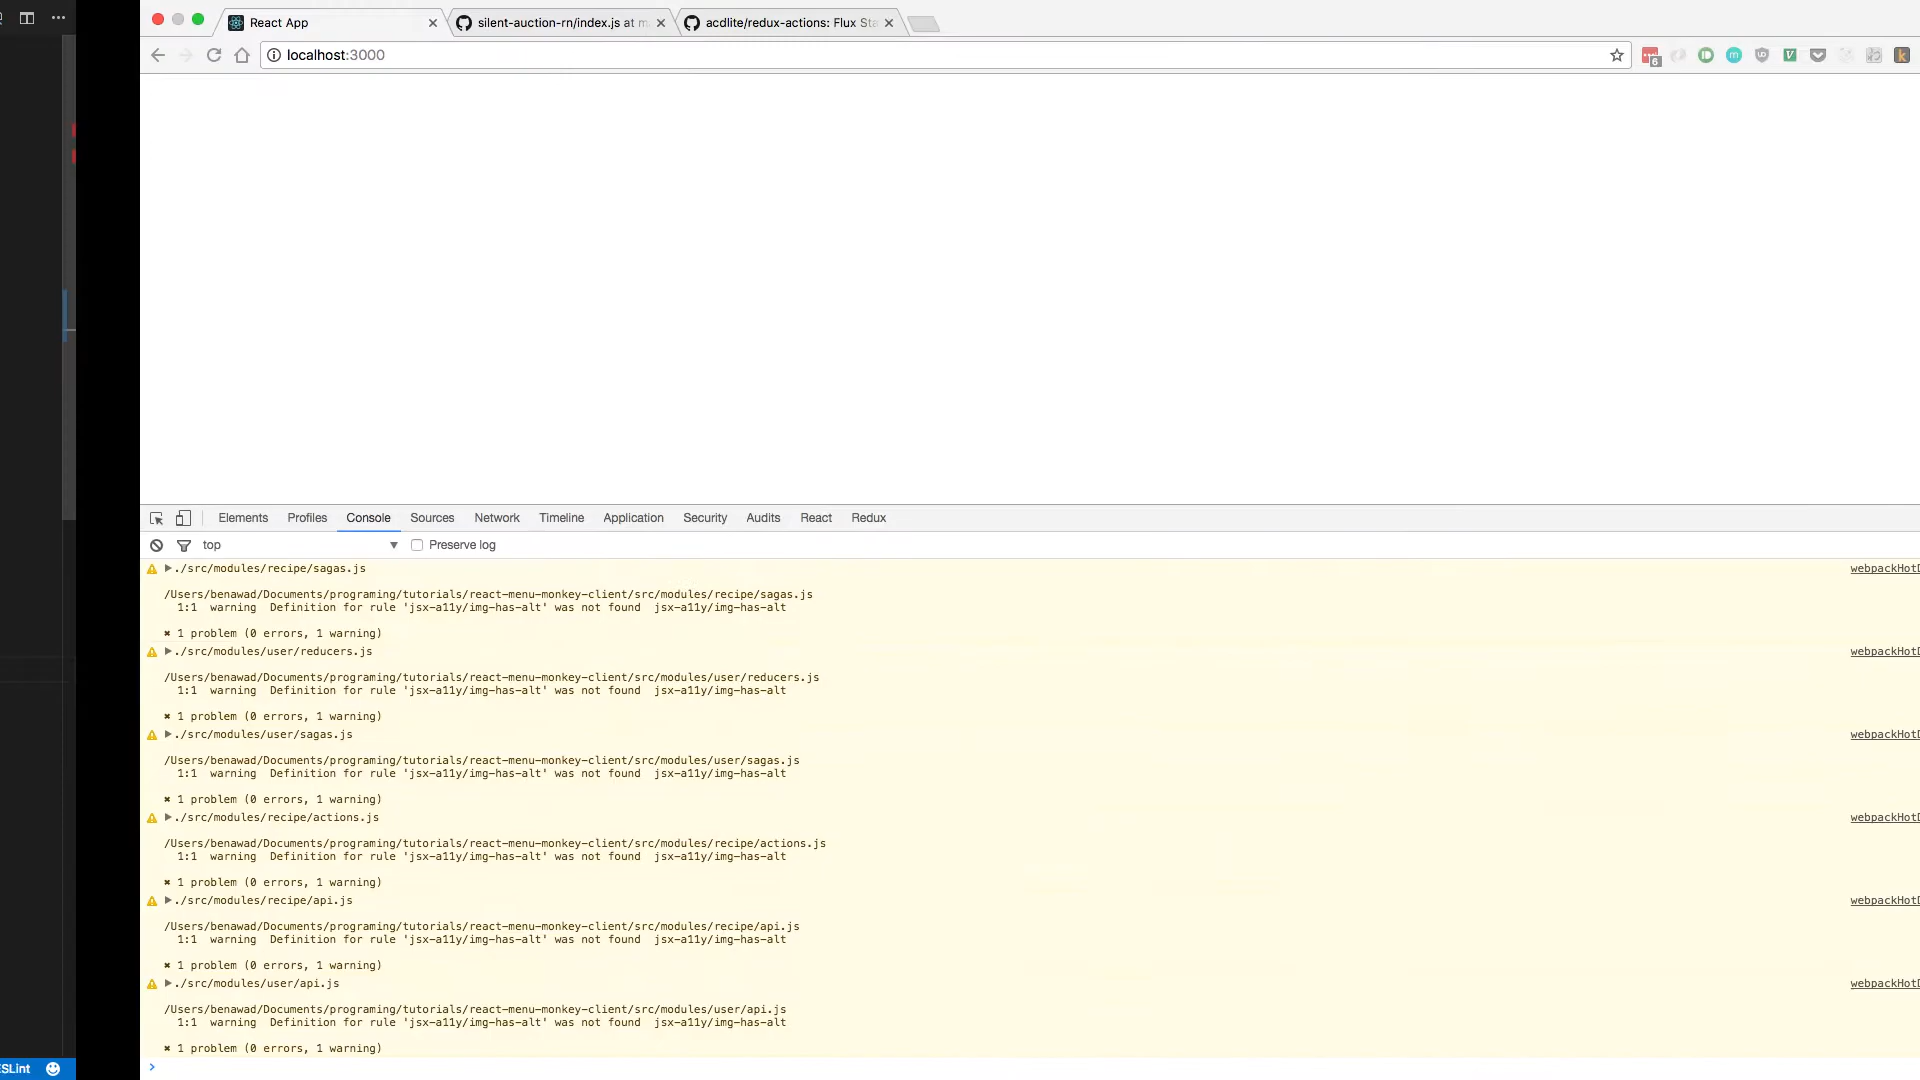 React App
silent-auction-rn/index.js at m
acdlite/redux-actions: Flux Sta
localhost:3000
6
Elements Profiles Console Sources Network Timeline Application Security Audits React Redux
top Preserve log
./src/modules/recipe/sagas.js webpackHotD
/Users/benawad/Documents/programing/tutorials/react-menu-monkey-client/src/modules/recipe/sagas.js
1:1 warning Definition for rule 'jsx-a11y/img-has-alt' was not found jsx-a11y/img-has-alt
✖ 1 problem (0 errors, 1 warning)
./src/modules/user/reducers.js webpackHotD
/Users/benawad/Documents/programing/tutorials/react-menu-monkey-client/src/modules/user/reducers.js
1:1 warning Definition for rule 'jsx-a11y/img-has-alt' was not found jsx-a11y/img-has-alt
✖ 1 problem (0 errors, 1 warning)
./src/modules/user/sagas.js webpackHotD
/Users/benawad/Documents/programing/tutorials/react-menu-monkey-client/src/modules/user/sagas.js
1:1 warning Definition for rule 'jsx-a11y/img-has-alt' was not found jsx-a11y/img-has-alt
✖ 1 problem (0 errors, 1 warning)
./src/modules/recipe/actions.js webpackHotD
/Users/benawad/Documents/programing/tutorials/react-menu-monkey-client/src/modules/recipe/actions.js
1:1 warning Definition for rule 'jsx-a11y/img-has-alt' was not found jsx-a11y/img-has-alt
✖ 1 problem (0 errors, 1 warning)
./src/modules/recipe/api.js webpackHotD
/Users/benawad/Documents/programing/tutorials/react-menu-monkey-client/src/modules/recipe/api.js
1:1 warning Definition for rule 'jsx-a11y/img-has-alt' was not found jsx-a11y/img-has-alt
✖ 1 problem (0 errors, 1 warning)
./src/modules/user/api.js webpackHotD
/Users/benawad/Documents/programing/tutorials/react-menu-monkey-client/src/modules/user/api.js
1:1 warning Definition for rule 'jsx-a11y/img-has-alt' was not found jsx-a11y/img-has-alt
✖ 1 problem (0 errors, 1 warning)
>
SLint